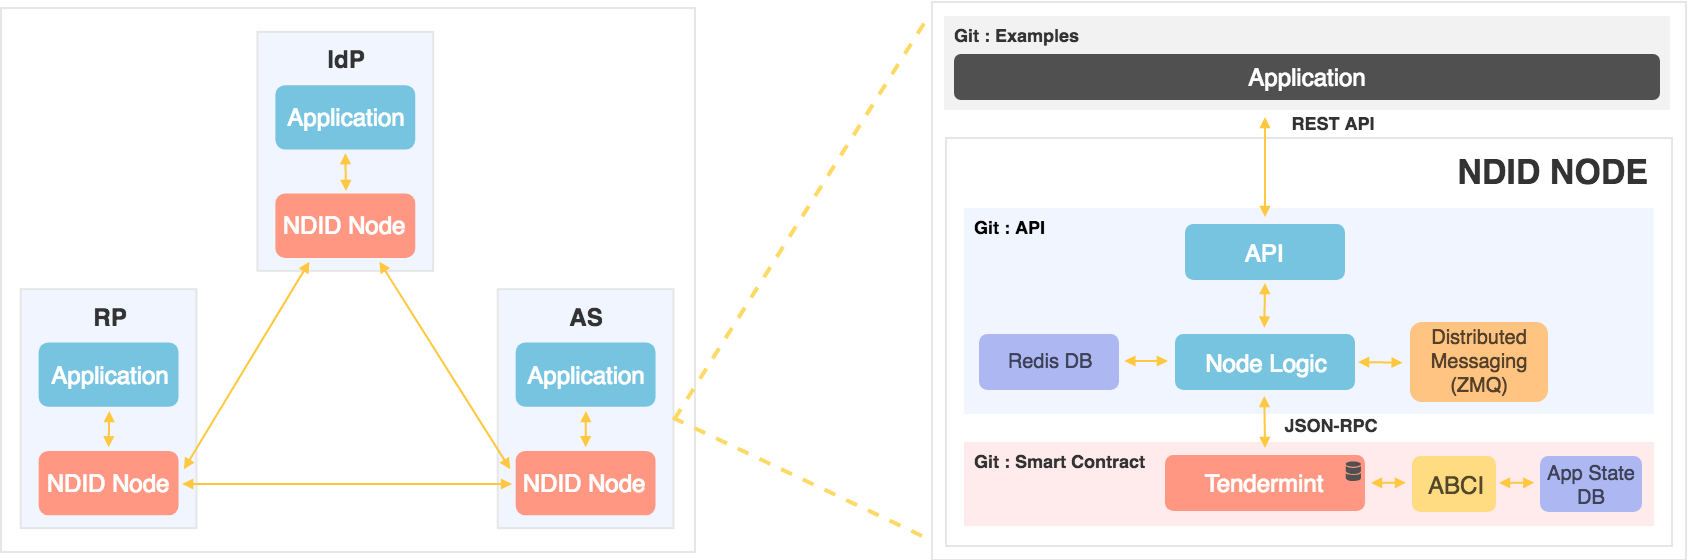 IdP
Application
NDID Node
RP
Application
NDID Node
AS
Application
NDID Node
Git : Examples
Application
REST API
NDID NODE
Git : API
API
Redis DB
Node Logic
Distributed
Messaging
(ZMQ)
JSON-RPC
Git : Smart Contract
Tendermint
ABCI
App State
DB